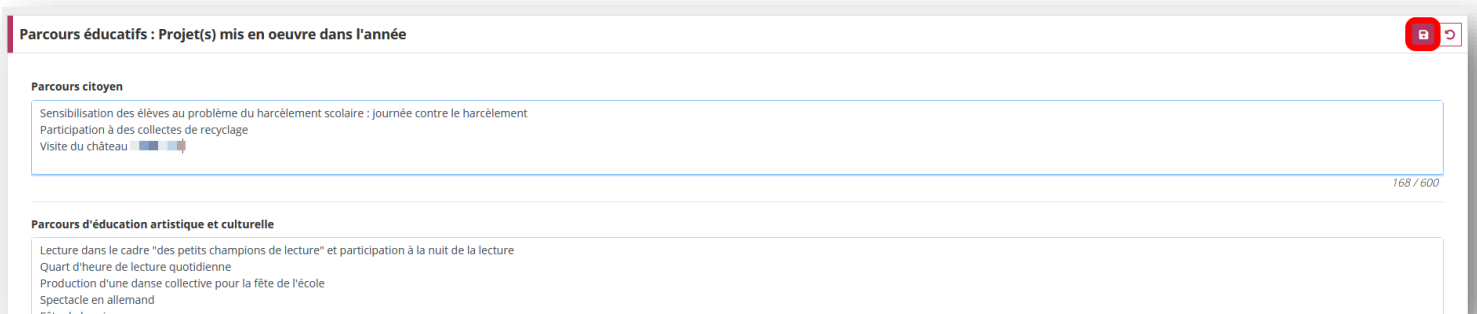 Parcours éducatifs : Projet(s) mis en oeuvre dans l'année
Parcours citoyen
Sensibilisation des élèves au problème du harcèlement scolaire : journée contre le harcèlement
Participation à des collectes de recyclage
Visite du château
168 / 600
Parcours d'éducation artistique et culturelle
Lecture dans le cadre "des petits champions de lecture" et participation à la nuit de la lecture
Quart d'heure de lecture quotidienne
Production d'une danse collective pour la fête de l'école
Spectacle en allemand